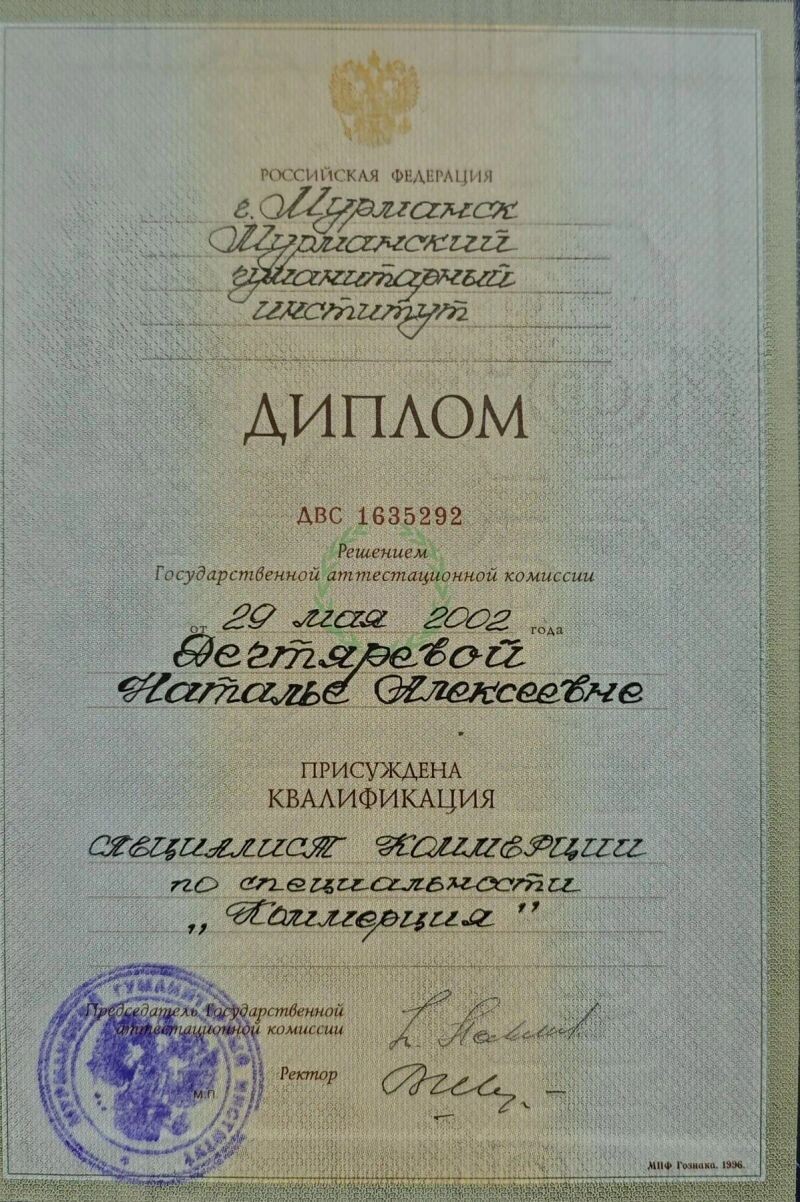 РОССИЙСКАЯ ФЕДЕРАЦИЯ
г. Мурманск
Мурманский
гуманитарный
институт
ДИПЛОМ
ДВС 1635292
Решением
Государственной аттестационной комиссии
от 29 мая 2002 года
Дегтяревой
Наталье Алексеевне
ПРИСУЖДЕНА
КВАЛИФИКАЦИЯ
специалист коммерции
по специальности
„Коммерция”
Председатель Государственной
аттестационной комиссии
Ректор
М.П.
МПФ Гознака. 1996.